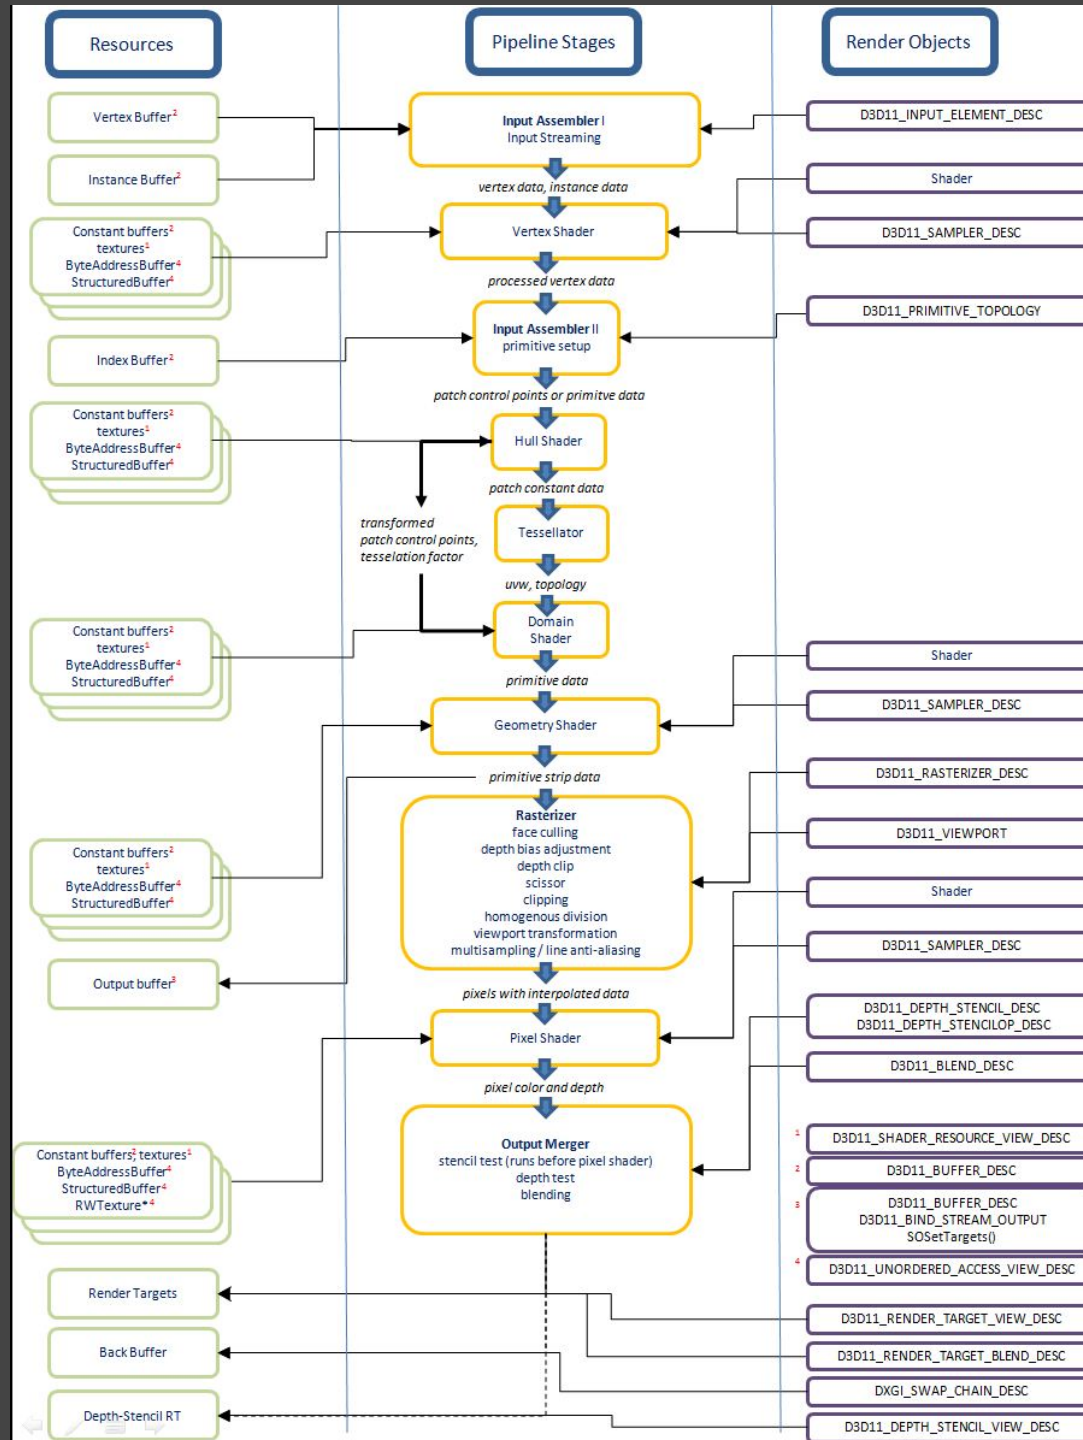 Resources
Pipeline Stages
Render Objects
Vertex Buffer²
Instance Buffer²
Constant buffers²
textures¹
ByteAddressBuffer⁴
StructuredBuffer⁴
Index Buffer²
Constant buffers²
textures¹
ByteAddressBuffer⁴
StructuredBuffer⁴
Constant buffers²
textures¹
ByteAddressBuffer⁴
StructuredBuffer⁴
Constant buffers²
textures¹
ByteAddressBuffer⁴
StructuredBuffer⁴
Output buffer³
Constant buffers², textures¹
ByteAddressBuffer⁴
StructuredBuffer⁴
RWTexture*⁴
Render Targets
Back Buffer
Depth-Stencil RT
Input Assembler I
Input Streaming
vertex data, instance data
Vertex Shader
processed vertex data
Input Assembler II
primitive setup
patch control points or primitve data
Hull Shader
patch constant data
transformed
patch control points,
tesselation factor
Tessellator
uvw, topology
Domain
Shader
primitive data
Geometry Shader
primitive strip data
Rasterizer
face culling
depth bias adjustment
depth clip
scissor
clipping
homogenous division
viewport transformation
multisampling / line anti-aliasing
pixels with interpolated data
Pixel Shader
pixel color and depth
Output Merger
stencil test (runs before pixel shader)
depth test
blending
D3D11_INPUT_ELEMENT_DESC
Shader
D3D11_SAMPLER_DESC
D3D11_PRIMITIVE_TOPOLOGY
Shader
D3D11_SAMPLER_DESC
D3D11_RASTERIZER_DESC
D3D11_VIEWPORT
Shader
D3D11_SAMPLER_DESC
D3D11_DEPTH_STENCIL_DESC
D3D11_DEPTH_STENCILOP_DESC
D3D11_BLEND_DESC
1 D3D11_SHADER_RESOURCE_VIEW_DESC
2 D3D11_BUFFER_DESC
3 D3D11_BUFFER_DESC
D3D11_BIND_STREAM_OUTPUT
SOSetTargets()
4 D3D11_UNORDERED_ACCESS_VIEW_DESC
D3D11_RENDER_TARGET_VIEW_DESC
D3D11_RENDER_TARGET_BLEND_DESC
DXGI_SWAP_CHAIN_DESC
D3D11_DEPTH_STENCIL_VIEW_DESC